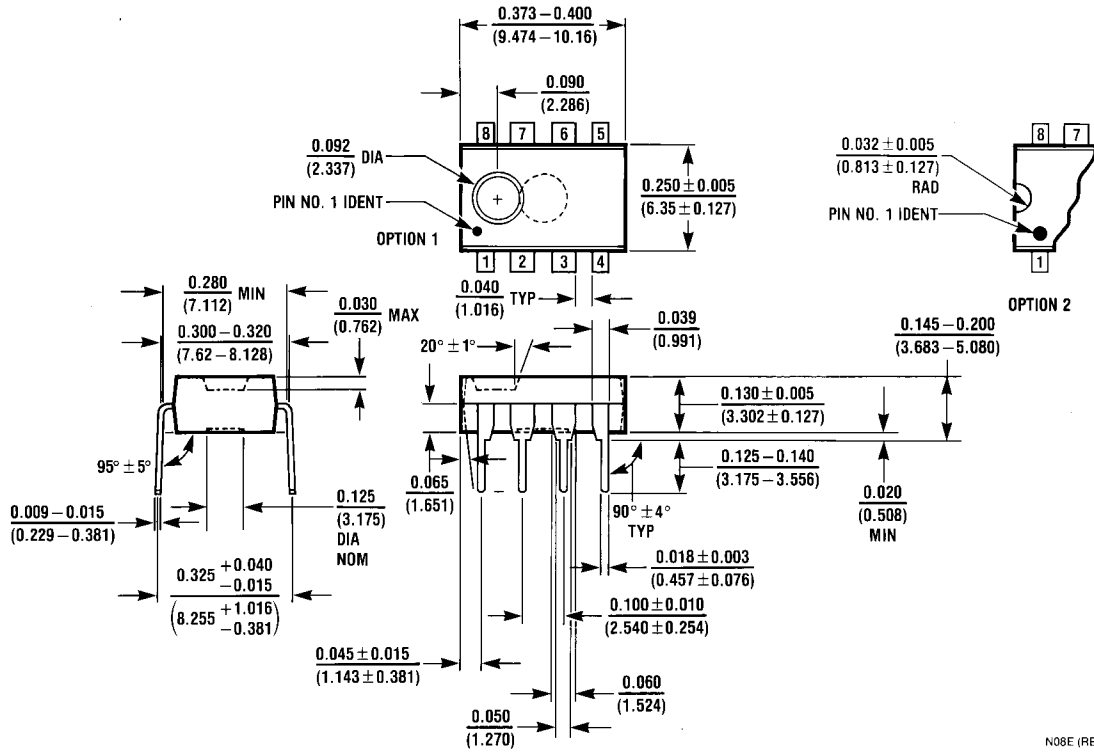 0.373 – 0.400
(9.474 – 10.16)
0.090
(2.286)
8 7 6 5
0.092 DIA
(2.337)
PIN NO. 1 IDENT
OPTION 1
0.250 ± 0.005
(6.35 ± 0.127)
1 2 3 4
8 7
0.032 ± 0.005
(0.813 ± 0.127)
RAD
PIN NO. 1 IDENT
1
OPTION 2
0.280 MIN
(7.112)
0.030 MAX
(0.762)
0.300 – 0.320
(7.62 – 8.128)
95° ± 5°
0.009 – 0.015
(0.229 – 0.381)
0.125
(3.175)
DIA
NOM
0.325 +0.040
-0.015
(8.255 +1.016
-0.381)
0.040 TYP
(1.016)
0.039
(0.991)
20° ± 1°
0.145 – 0.200
(3.683 – 5.080)
0.130 ± 0.005
(3.302 ± 0.127)
0.125 – 0.140
(3.175 – 3.556)
0.020
(0.508)
MIN
0.065
(1.651)
90° ± 4°
TYP
0.018 ± 0.003
(0.457 ± 0.076)
0.100 ± 0.010
(2.540 ± 0.254)
0.045 ± 0.015
(1.143 ± 0.381)
0.060
(1.524)
0.050
(1.270)
N08E (RE